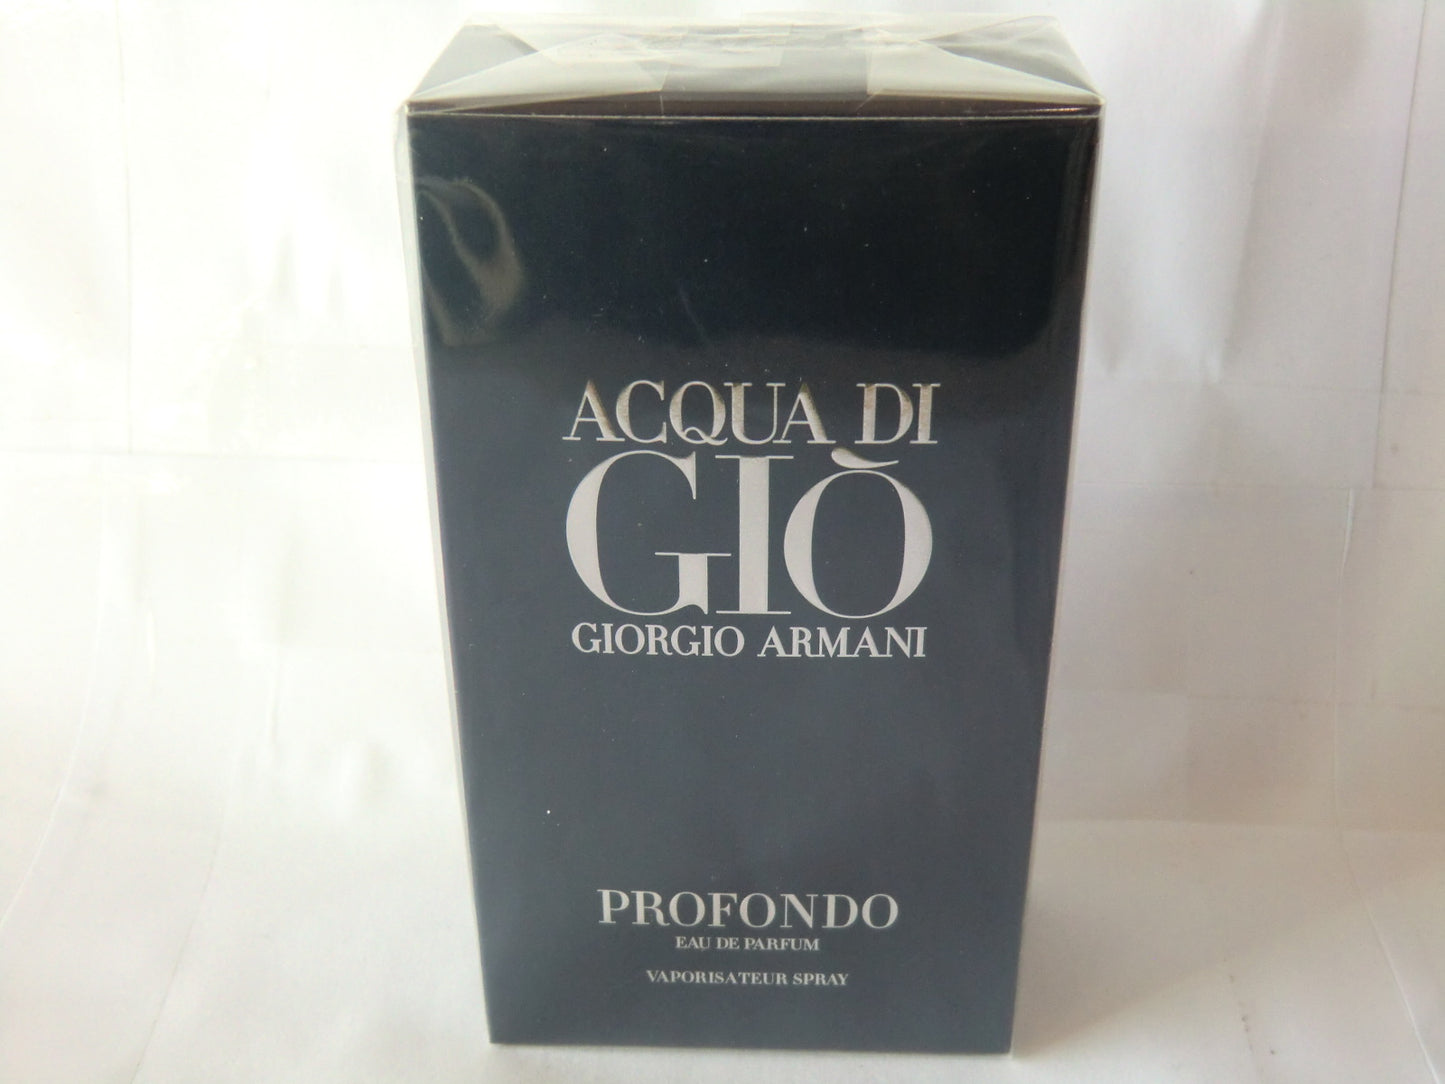 ACQUA DI
GIÒ
GIORGIO ARMANI
PROFONDO
EAU DE PARFUM
VAPORISATEUR SPRAY